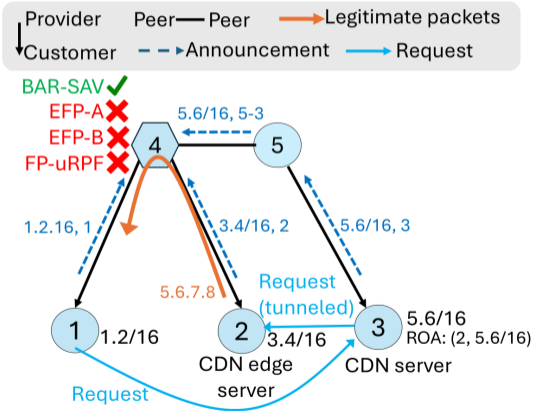 Provider
Peer Peer
Legitimate packets
Customer
Announcement
Request
BAR-SAV
EFP-A
EFP-B
FP-uRPF
5.6/16, 5-3
4
5
1.2.16, 1
3.4/16, 2
5.6/16, 3
5.6.7.8
Request
(tunneled)
1
1.2/16
2
3.4/16
3
5.6/16
ROA: (2, 5.6/16)
CDN edge
server
CDN server
Request